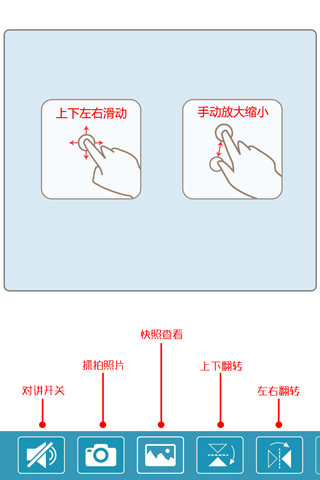 上下左右滑动
手动放大缩小
快照查看
抓拍照片
上下翻转
对讲开关
左右翻转